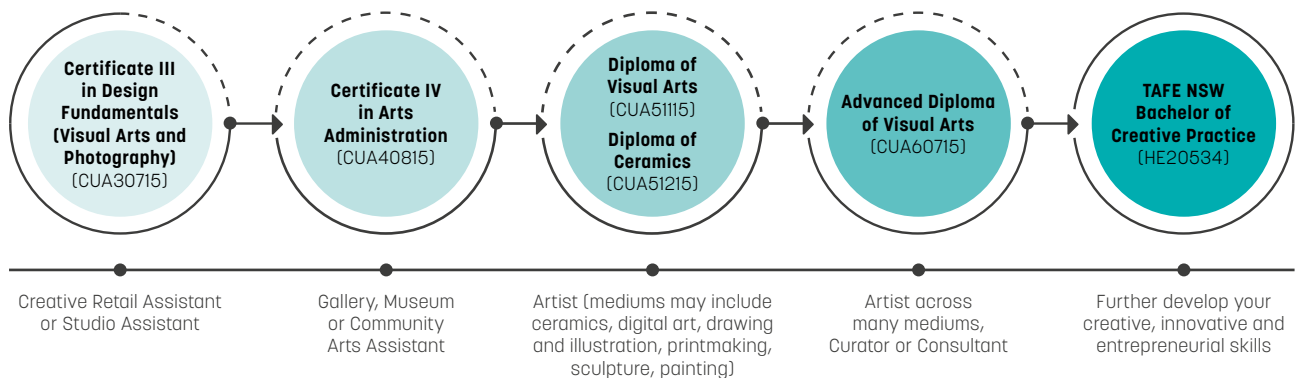 Certificate III
in Design
Fundamentals
(Visual Arts and
Photography)
(CUA30715)
Certificate IV
in Arts
Administration
(CUA40815)
Diploma of
Visual Arts
(CUA51115)
Diploma of
Ceramics
(CUA51215)
Advanced Diploma
of Visual Arts
(CUA60715)
TAFE NSW
Bachelor of
Creative Practice
(HE20534)
Creative Retail Assistant
or Studio Assistant
Gallery, Museum
or Community
Arts Assistant
Artist (mediums may include
ceramics, digital art, drawing
and illustration, printmaking,
sculpture, painting)
Artist across
many mediums,
Curator or Consultant
Further develop your
creative, innovative and
entrepreneurial skills